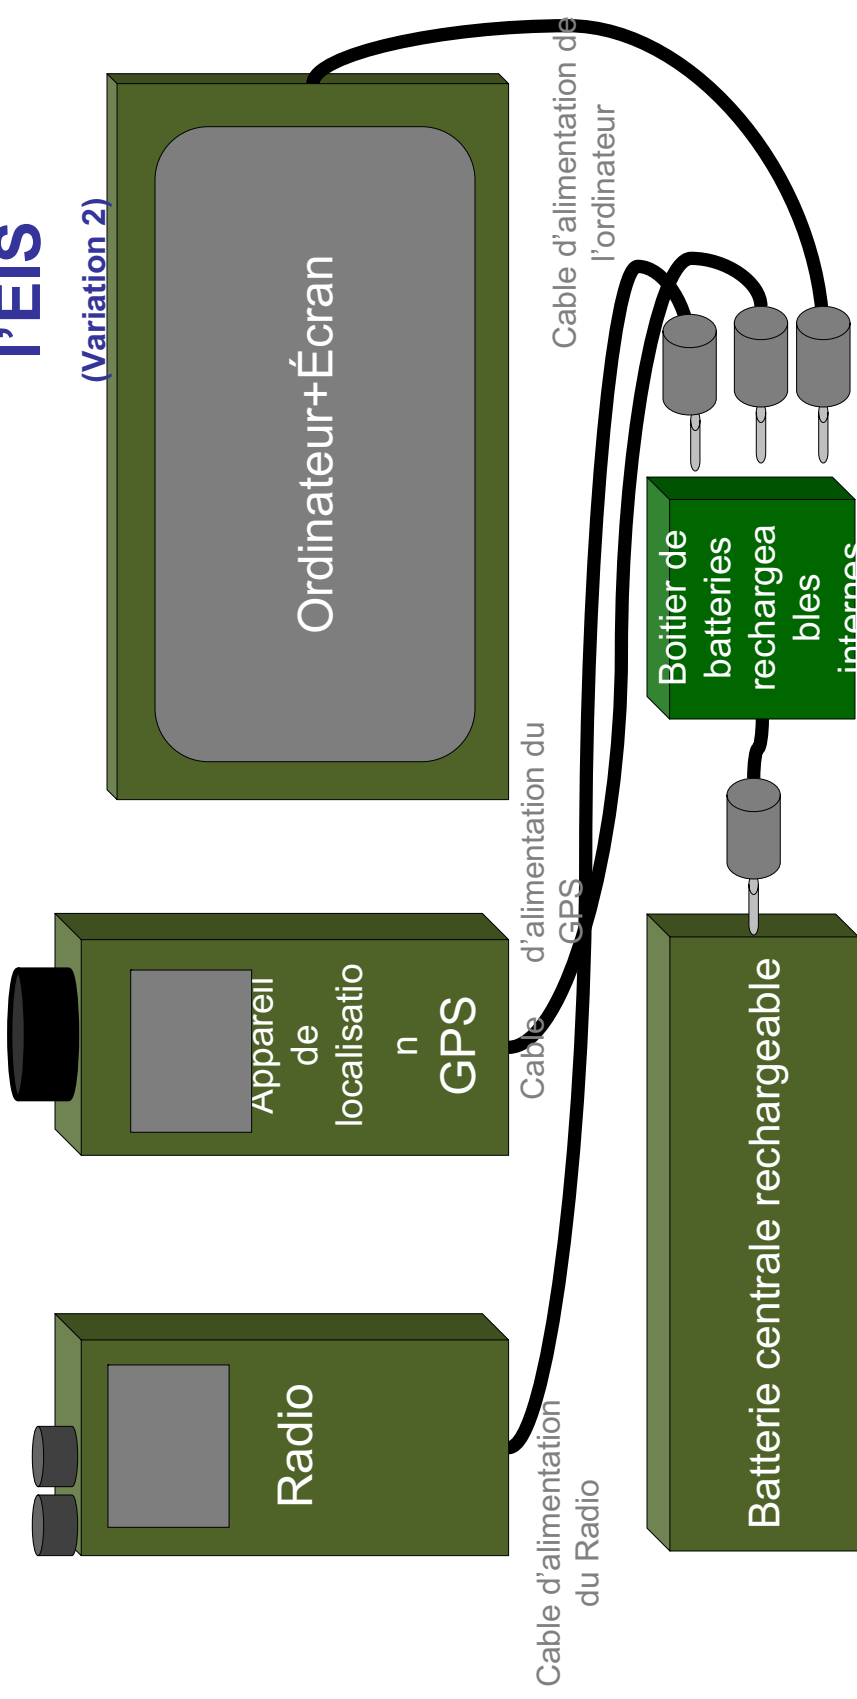 l’EIS
(Variation 2)
Radio
Appareil
de
localisatio
n
GPS
Ordinateur+Écran
Cable d’alimentation
du Radio
Cable d’alimentation du
GPS
Cable d’alimentation de
l’ordinateur
Batterie centrale rechargeable
Boitier de
batteries
rechargea
bles
internes